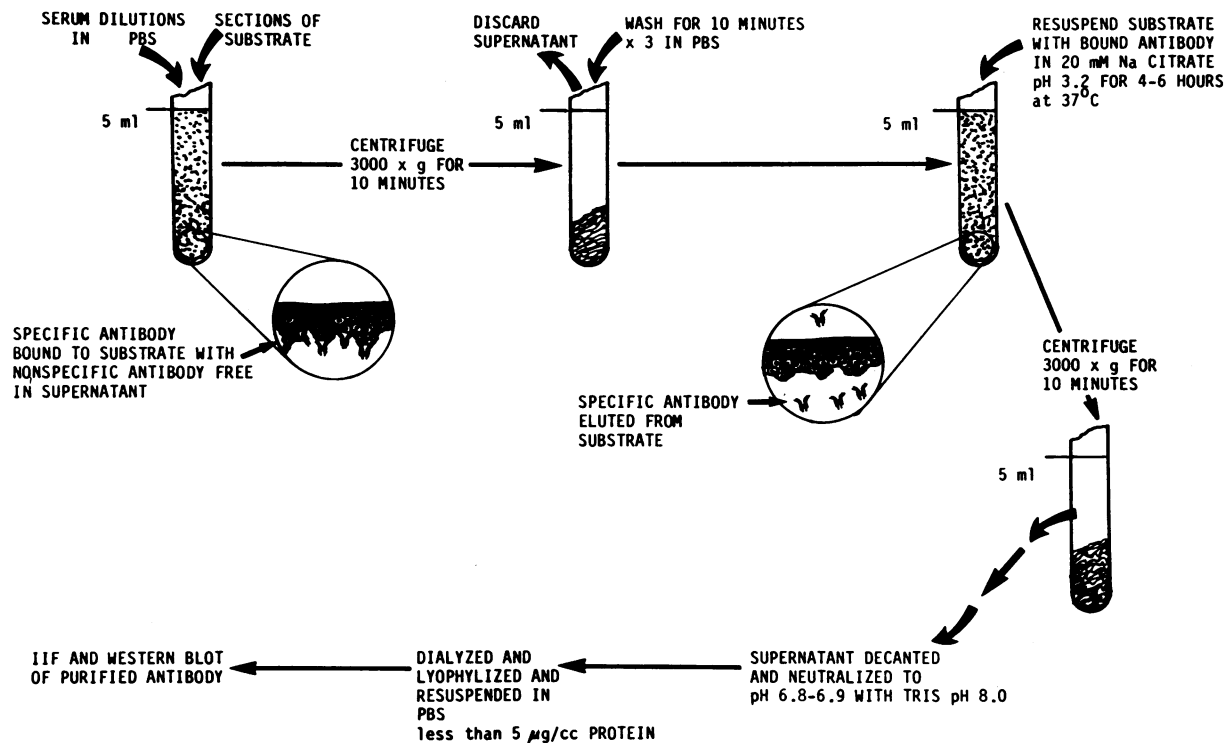 SERUM DILUTIONS
IN PBS
SECTIONS OF
SUBSTRATE
5 ml
CENTRIFUGE
3000 x g FOR
10 MINUTES
DISCARD
SUPERNATANT
WASH FOR 10 MINUTES
x 3 IN PBS
5 ml
RESUSPEND SUBSTRATE
WITH BOUND ANTIBODY
IN 20 mM Na CITRATE
pH 3.2 FOR 4-6 HOURS
at 37°C
5 ml
SPECIFIC ANTIBODY
BOUND TO SUBSTRATE WITH
NONSPECIFIC ANTIBODY FREE
IN SUPERNATANT
SPECIFIC ANTIBODY
ELUTED FROM
SUBSTRATE
CENTRIFUGE
3000 x g FOR
10 MINUTES
5 ml
SUPERNATANT DECANTED
AND NEUTRALIZED TO
pH 6.8-6.9 WITH TRIS pH 8.0
DIALYZED AND
LYOPHYLIZED AND
RESUSPENDED IN
PBS
less than 5 µg/cc PROTEIN
IIF AND WESTERN BLOT
OF PURIFIED ANTIBODY